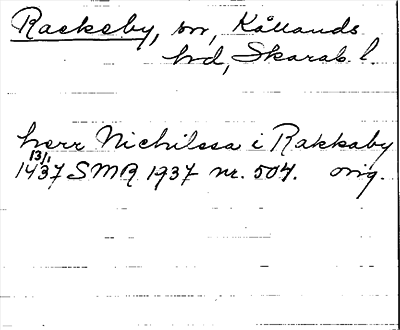 Rackeby, sn, Kållands
hd, Skarab. l.
herr Nichilssa i Rakkaby
13/1
1437 SMR 1937 nr. 504. orig.